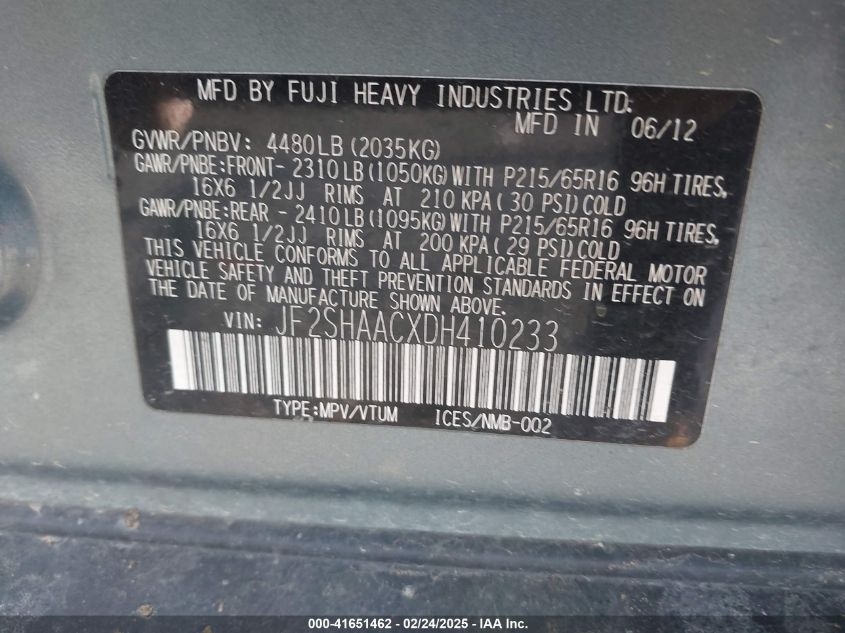 MFD BY FUJI HEAVY INDUSTRIES LTD.
MFD IN 06/12
GVWR/PNBV: 4480LB(2035KG)
GAWR/PNBE:FRONT- 2310LB(1050KG)WITH P215/65R16 96H TIRES,
16X6 1/2JJ RIMS AT 210 KPA( 30 PSI)COLD
GAWR/PNBE:REAR - 2410LB(1095KG)WITH P215/65R16 96H TIRES,
16X6 1/2JJ RIMS AT 200 KPA( 29 PSI)COLD
THIS VEHICLE CONFORMS TO ALL APPLICABLE FEDERAL MOTOR
VEHICLE SAFETY AND THEFT PREVENTION STANDARDS IN EFFECT ON
THE DATE OF MANUFACTURE SHOWN ABOVE.
VIN: JF2SHAACXDH410233
TYPE:MPV/VTUM ICES/NMB-002
000-41651462 - 02/24/2025 - WWW.IAAI.COM